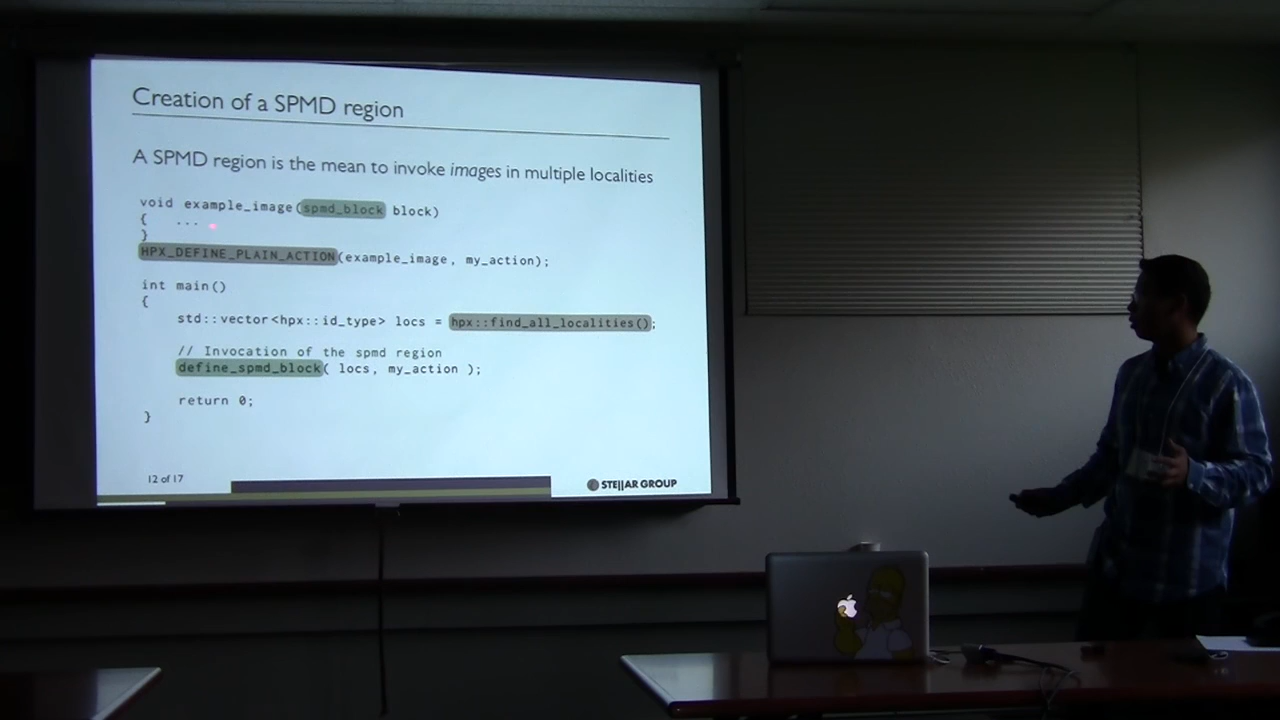 Creation of a SPMD region
A SPMD region is the mean to invoke images in multiple localities
void example_image(spmd_block block)
{ ...
}
HPX_DEFINE_PLAIN_ACTION(example_image, my_action);
int main()
{
std::vector<hpx::id_type> locs = hpx::find_all_localities();
// Invocation of the spmd region
define_spmd_block( locs, my_action );
return 0;
}
12 of 17
STE||AR GROUP